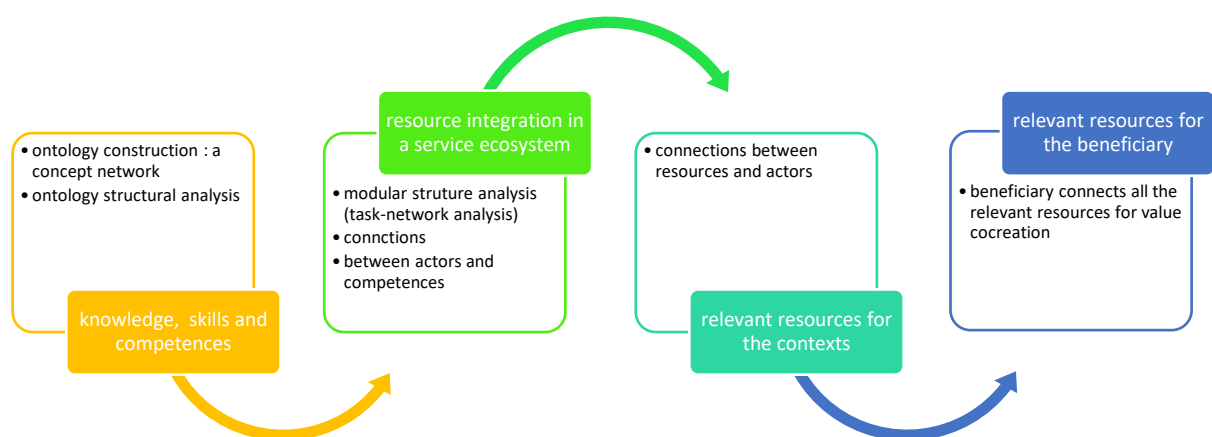 • ontology construction : a
concept network
• ontology structural analysis
knowledge, skills and
competences
resource integration in
a service ecosystem
• modular struture analysis
(task-network analysis)
• connctions
• between actors and
competences
• connections between
resources and actors
relevant resources for
the contexts
relevant resources for
the beneficiary
• beneficiary connects all the
relevant resources for value
cocreation